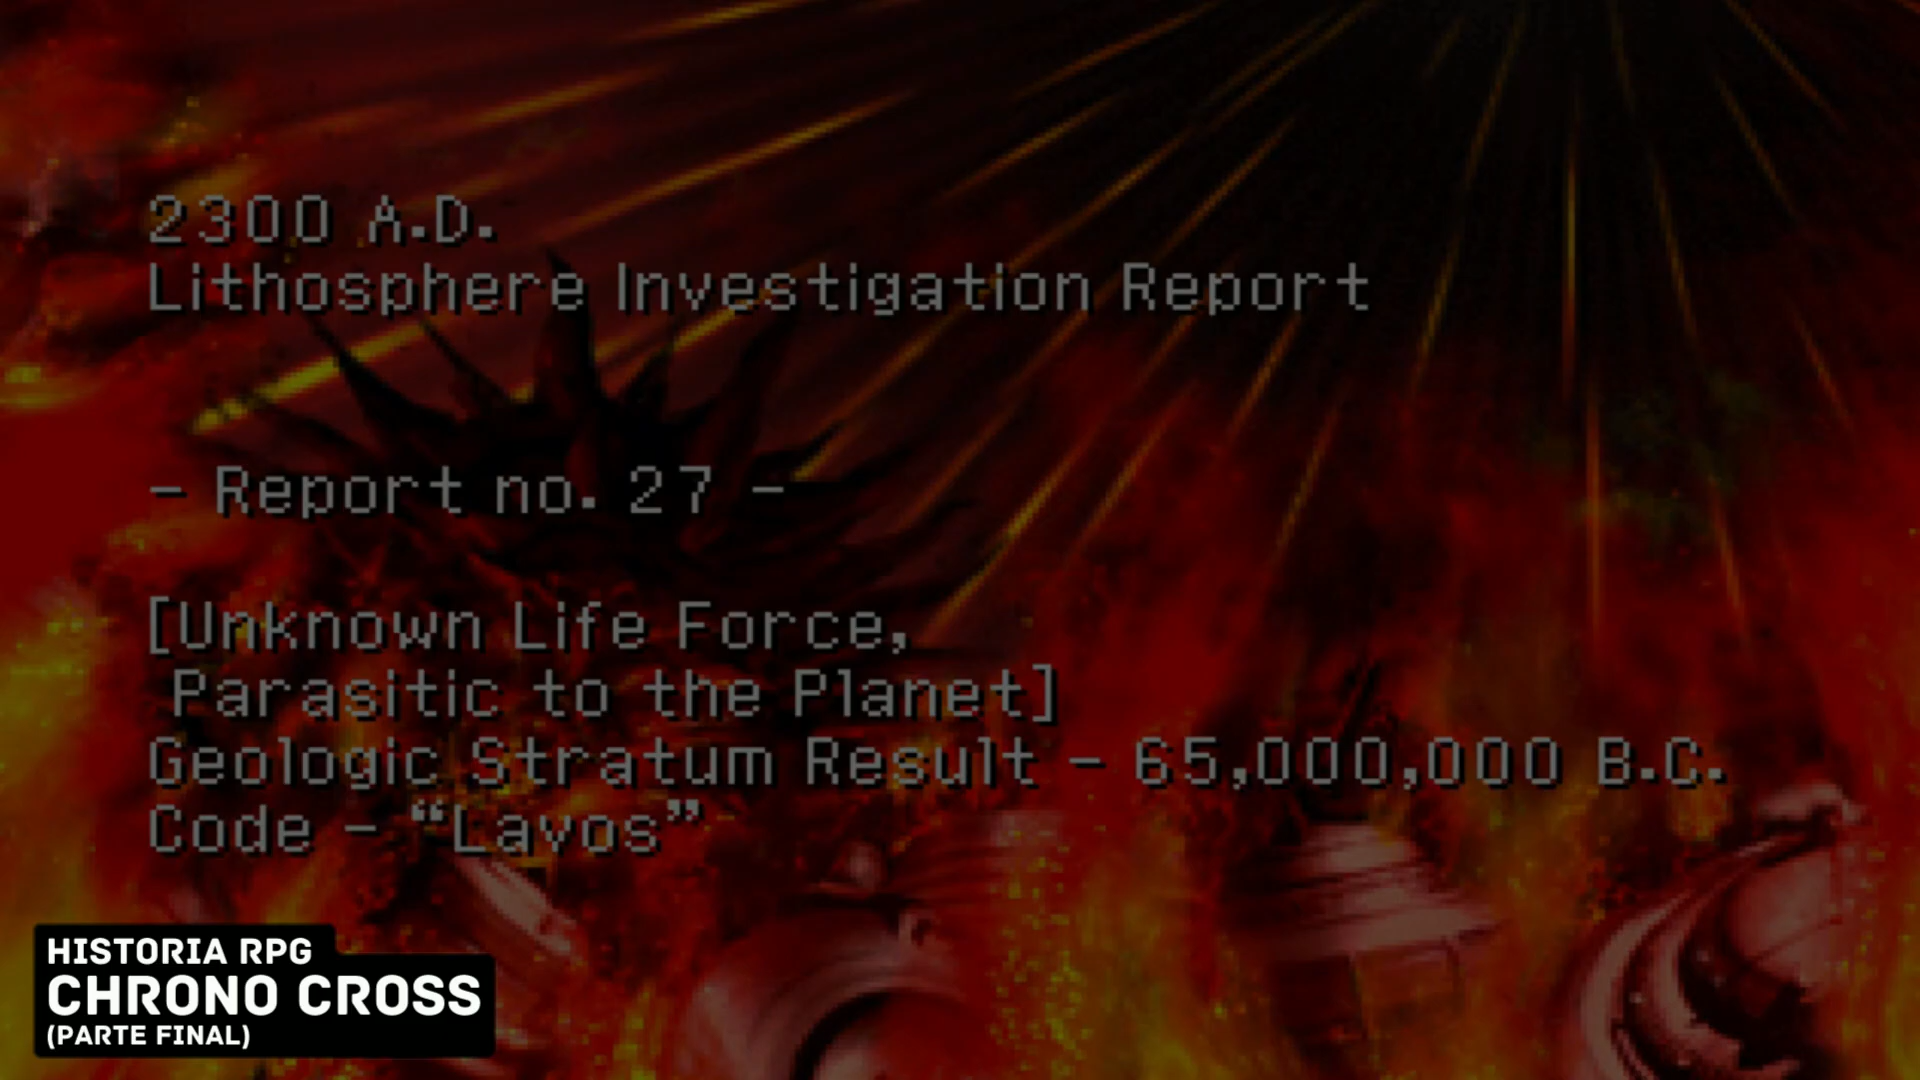 2300 A.D.
Lithosphere Investigation Report
- Report no. 27 -
[Unknown Life Force,
Parasitic to the Planet]
Geologic Stratum Result - 65,000,000 B.C.
Code - “Lavos”
HISTORIA RPG
CHRONO CROSS
(PARTE FINAL)